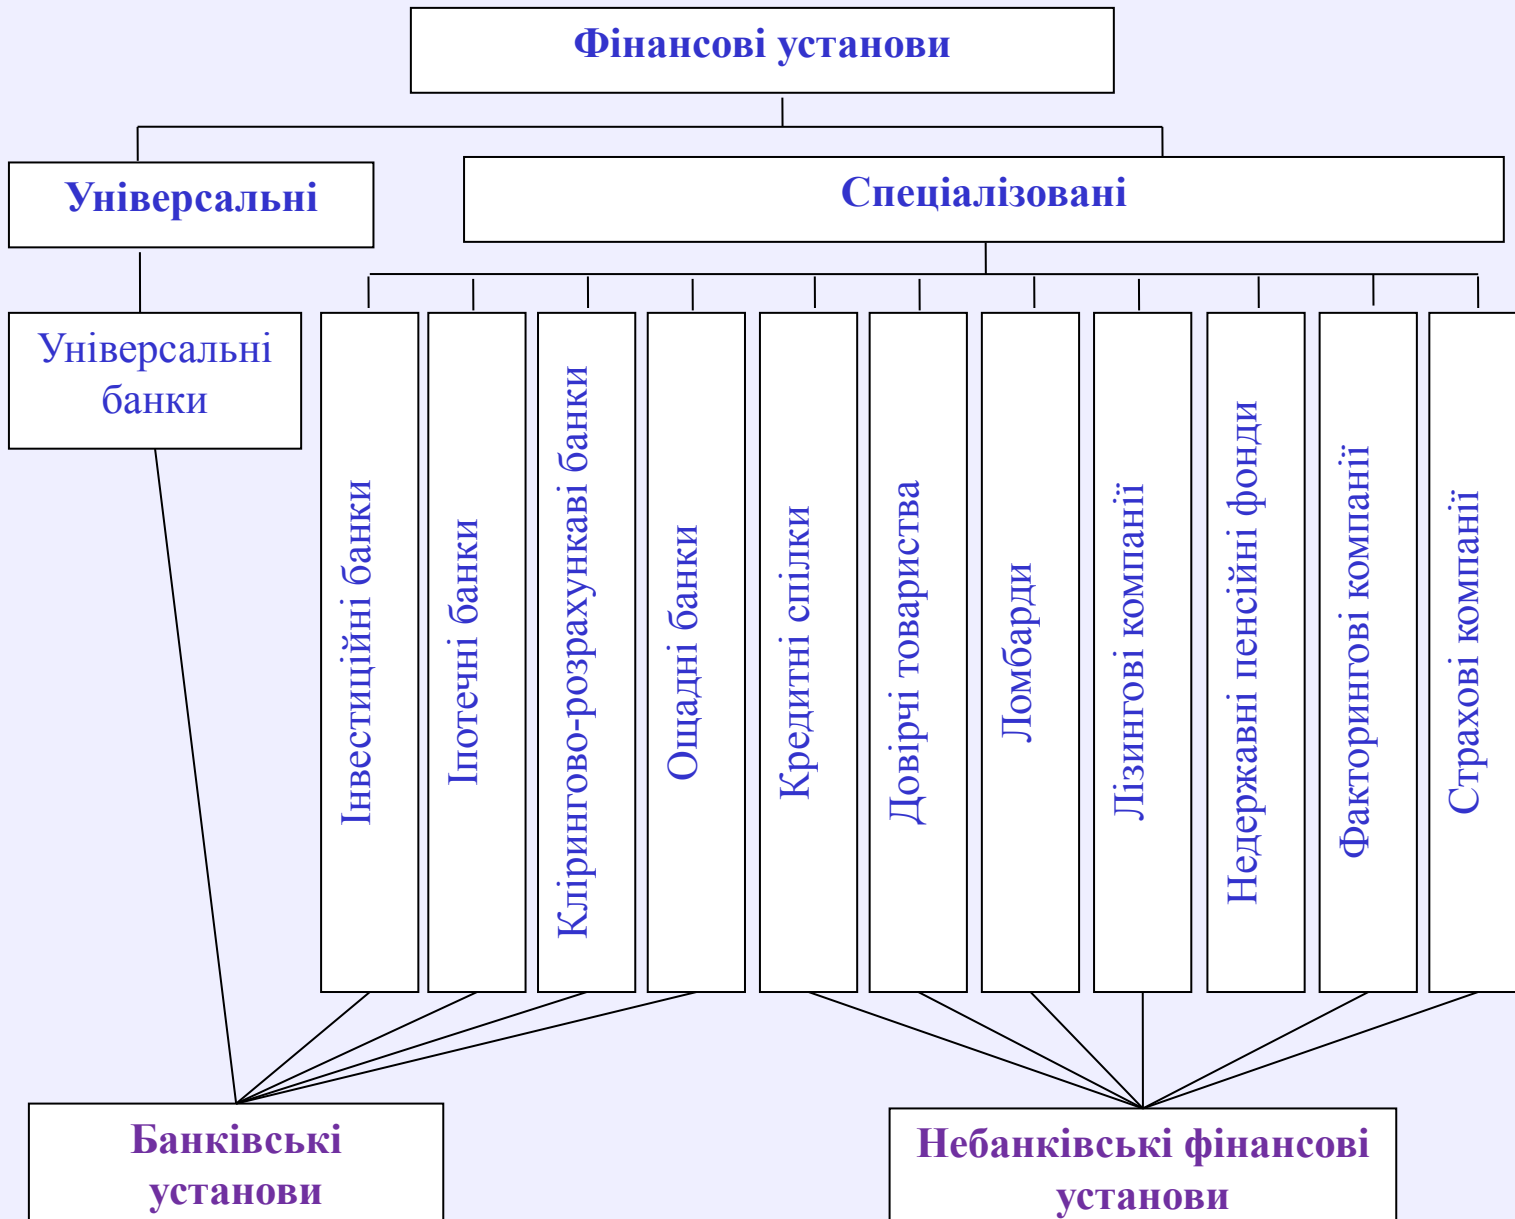 Фінансові установи
Універсальні
Спеціалізовані
Універсальні
банки
Інвестиційні банки
Іпотечні банки
Клірингово-розрахункаві банки
Ощадні банки
Кредитні спілки
Довірчі товариства
Ломбарди
Лізингові компанії
Недержавні пенсійні фонди
Факторингові компанії
Страхові компанії
Банківські
установи
Небанківські фінансові
установи